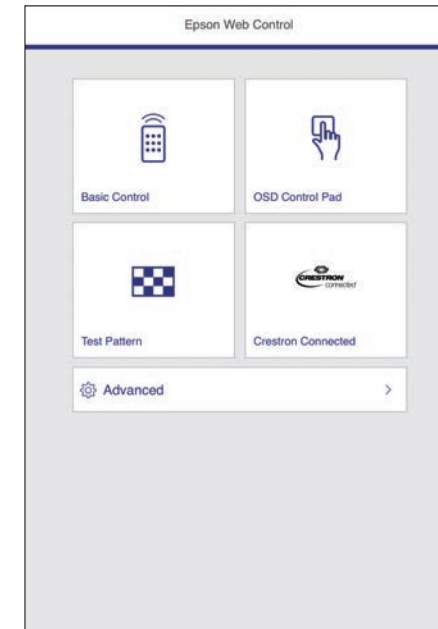 Epson Web Control
Basic Control
OSD Control Pad
Test Pattern
CRESTRON
connected
Crestron Connected
Advanced